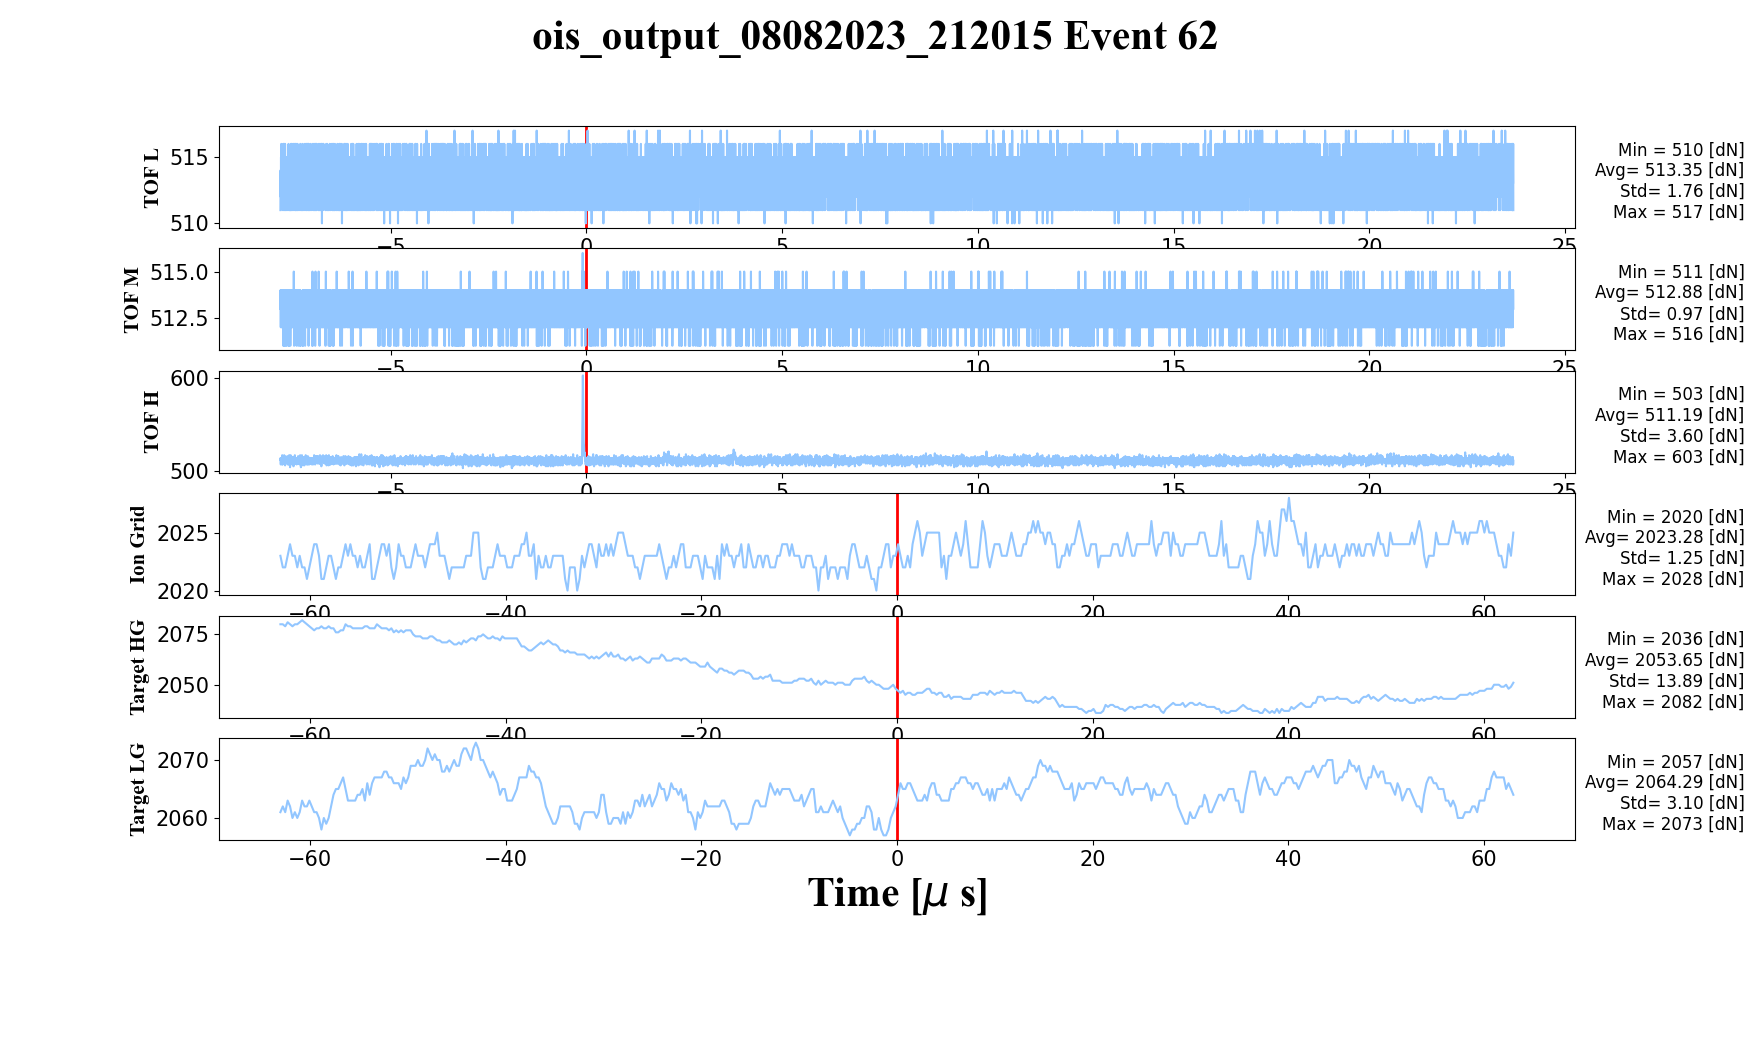 ois_output_08082023_212015 Event 62
TOF L
515
510
−5 0 5 10 15 20 25
Min = 510 [dN]
Avg= 513.35 [dN]
Std= 1.76 [dN]
Max = 517 [dN]
TOF M
515.0
512.5
−5 0 5 10 15 20 25
Min = 511 [dN]
Avg= 512.88 [dN]
Std= 0.97 [dN]
Max = 516 [dN]
TOF H
600
500
−5 0 5 10 15 20 25
Min = 503 [dN]
Avg= 511.19 [dN]
Std= 3.60 [dN]
Max = 603 [dN]
Ion Grid
2025
2020
−60 −40 −20 0 20 40 60
Min = 2020 [dN]
Avg= 2023.28 [dN]
Std= 1.25 [dN]
Max = 2028 [dN]
Target HG
2075
2050
−60 −40 −20 0 20 40 60
Min = 2036 [dN]
Avg= 2053.65 [dN]
Std= 13.89 [dN]
Max = 2082 [dN]
Target LG
2070
2060
−60 −40 −20 0 20 40 60
Min = 2057 [dN]
Avg= 2064.29 [dN]
Std= 3.10 [dN]
Max = 2073 [dN]
Time [μ s]